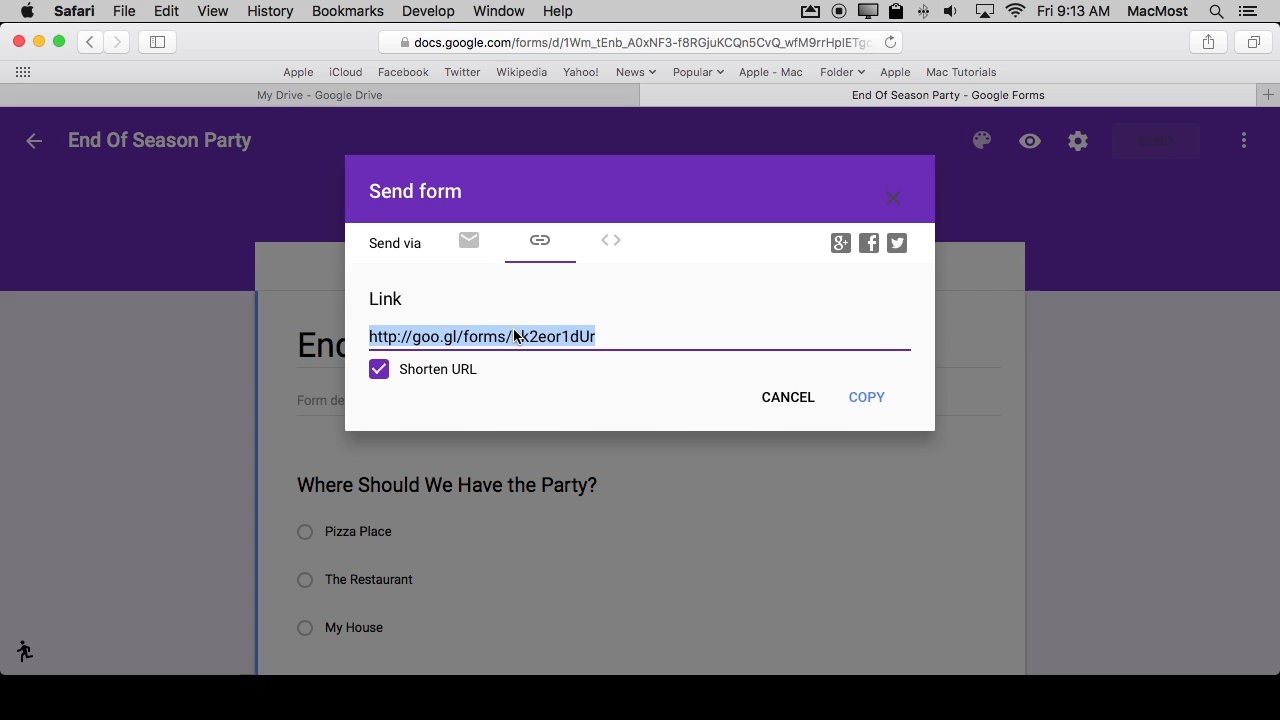 Safari File Edit View History Bookmarks Develop Window Help Fri 9:13 AM MacMost
docs.google.com/forms/d/1Wm_tEnb_A0xNF3-f8RGjuKCQn5CvQ_wfM9rrHpIETgc
Apple iCloud Facebook Twitter Wikipedia Yahoo! News Popular Apple - Mac Folder Apple Mac Tutorials
My Drive - Google Drive End Of Season Party - Google Forms
End Of Season Party
Send form
Send via
Link
http://goo.gl/forms/ k2eor1dUr
Shorten URL
CANCEL COPY
End
Form de
Where Should We Have the Party?
Pizza Place
The Restaurant
My House